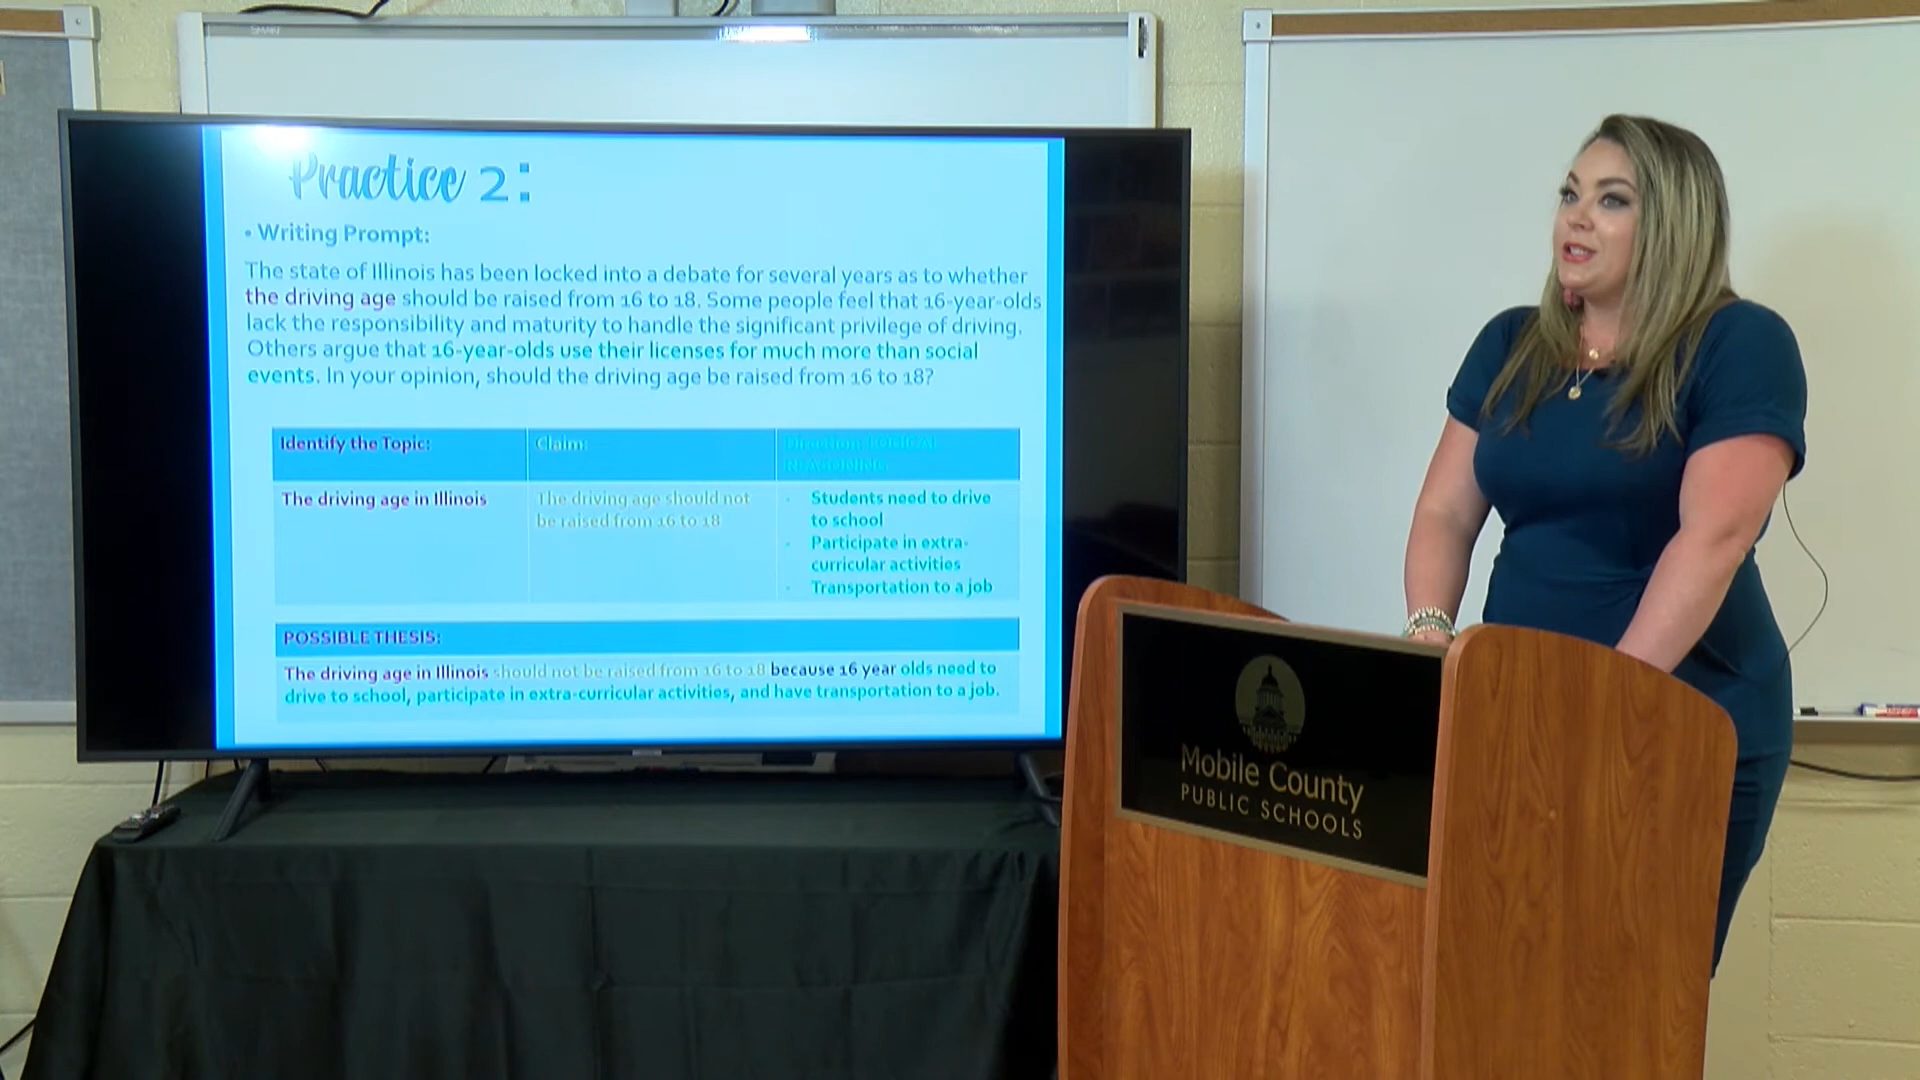 SMART
Practice 2:
• Writing Prompt:
The state of Illinois has been locked into a debate for several years as to whether
the driving age should be raised from 16 to 18. Some people feel that 16-year-olds
lack the responsibility and maturity to handle the significant privilege of driving.
Others argue that 16-year-olds use their licenses for much more than social
events. In your opinion, should the driving age be raised from 16 to 18?
Identify the Topic:
Claim:
Direction: LOGICAL
REASONING
The driving age in Illinois
The driving age should not
be raised from 16 to 18
- Students need to drive
to school
- Participate in extra-
curricular activities
- Transportation to a job
POSSIBLE THESIS:
The driving age in Illinois should not be raised from 16 to 18 because 16 year olds need to
drive to school, participate in extra-curricular activities, and have transportation to a job.
Mobile County
PUBLIC SCHOOLS